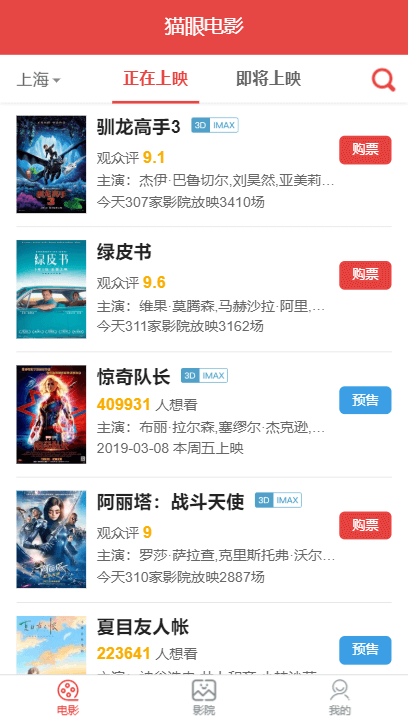 猫眼电影
上海
正在上映
即将上映
驯龙高手3 3D IMAX
观众评 9.1
购票
主演：杰伊·巴鲁切尔,刘昊然,亚美莉…
今天307家影院放映3410场
绿皮书
观众评 9.6
购票
主演：维果·莫腾森,马赫沙拉·阿里,…
今天311家影院放映3162场
惊奇队长 3D IMAX
409931 人想看
预售
主演：布丽·拉尔森,塞缪尔·杰克逊,…
2019-03-08 本周五上映
阿丽塔：战斗天使 3D IMAX
观众评 9
购票
主演：罗莎·萨拉查,克里斯托弗·沃尔…
今天310家影院放映2887场
夏目友人帐
223641 人想看
预售
电影
影院
我的